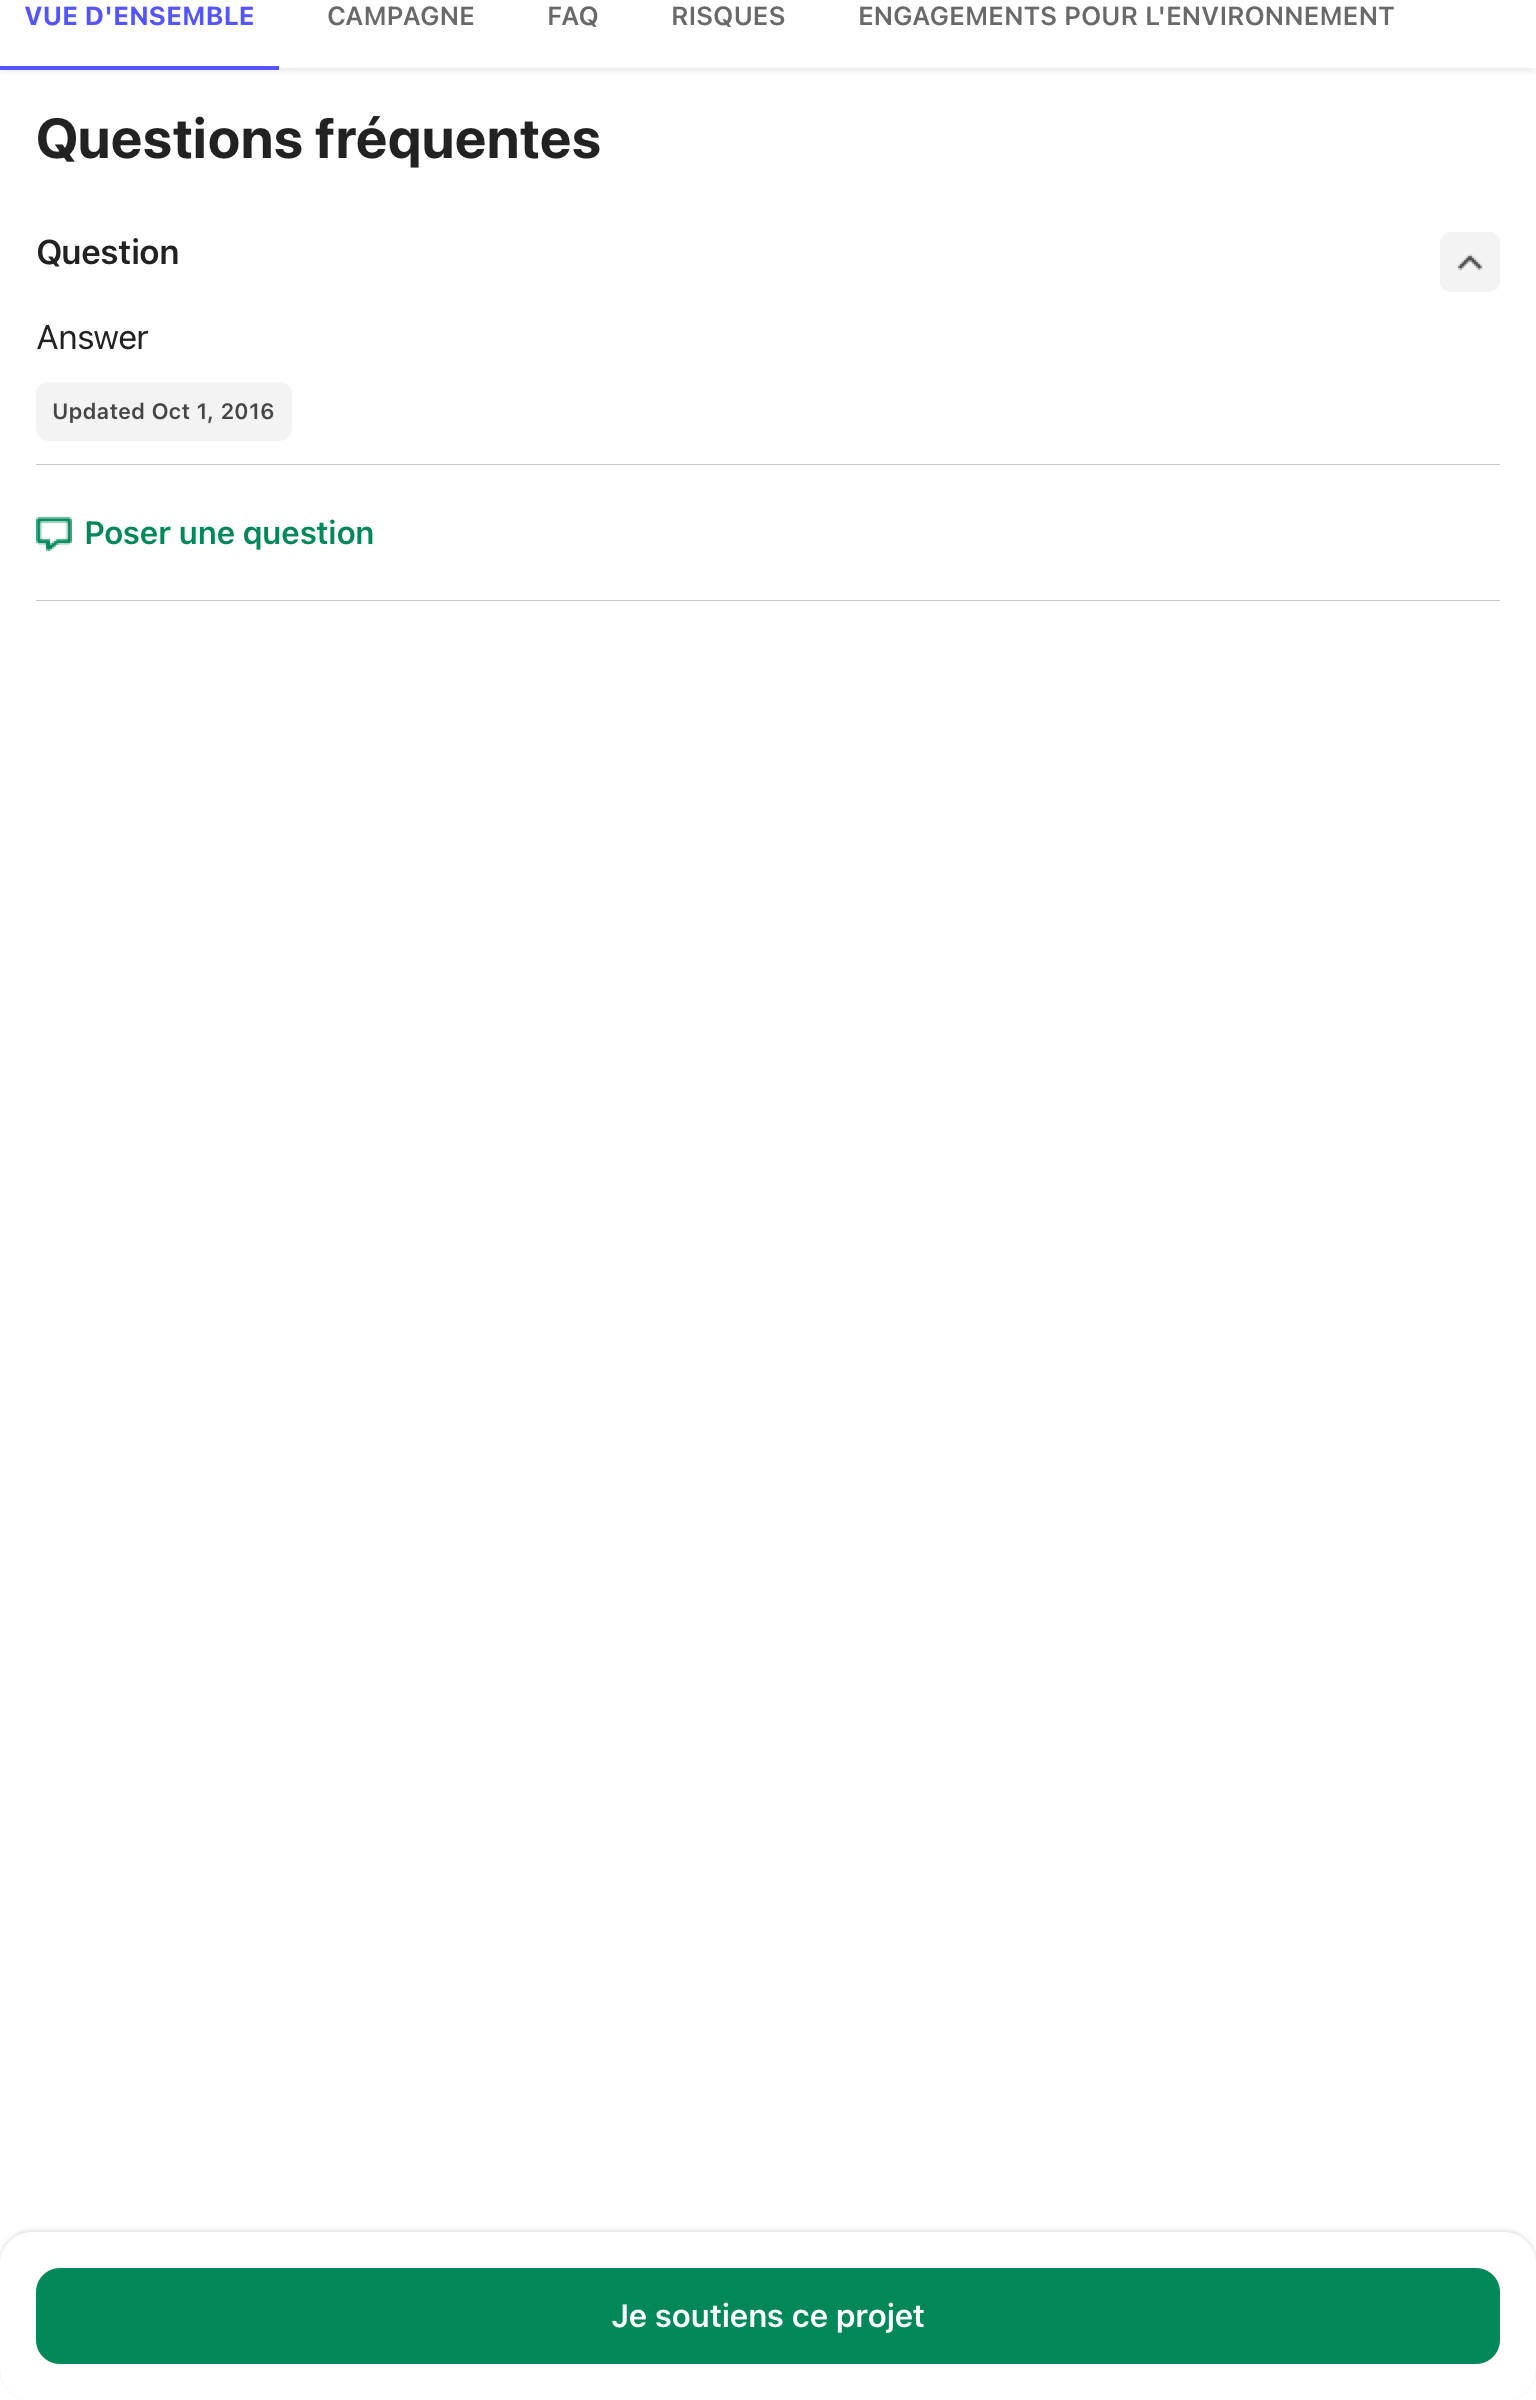 VUE D'ENSEMBLE CAMPAGNE FAQ RISQUES ENGAGEMENTS POUR L'ENVIRONNEMENT
Questions fréquentes
Question
Answer
Updated Oct 1, 2016
Poser une question
Je soutiens ce projet